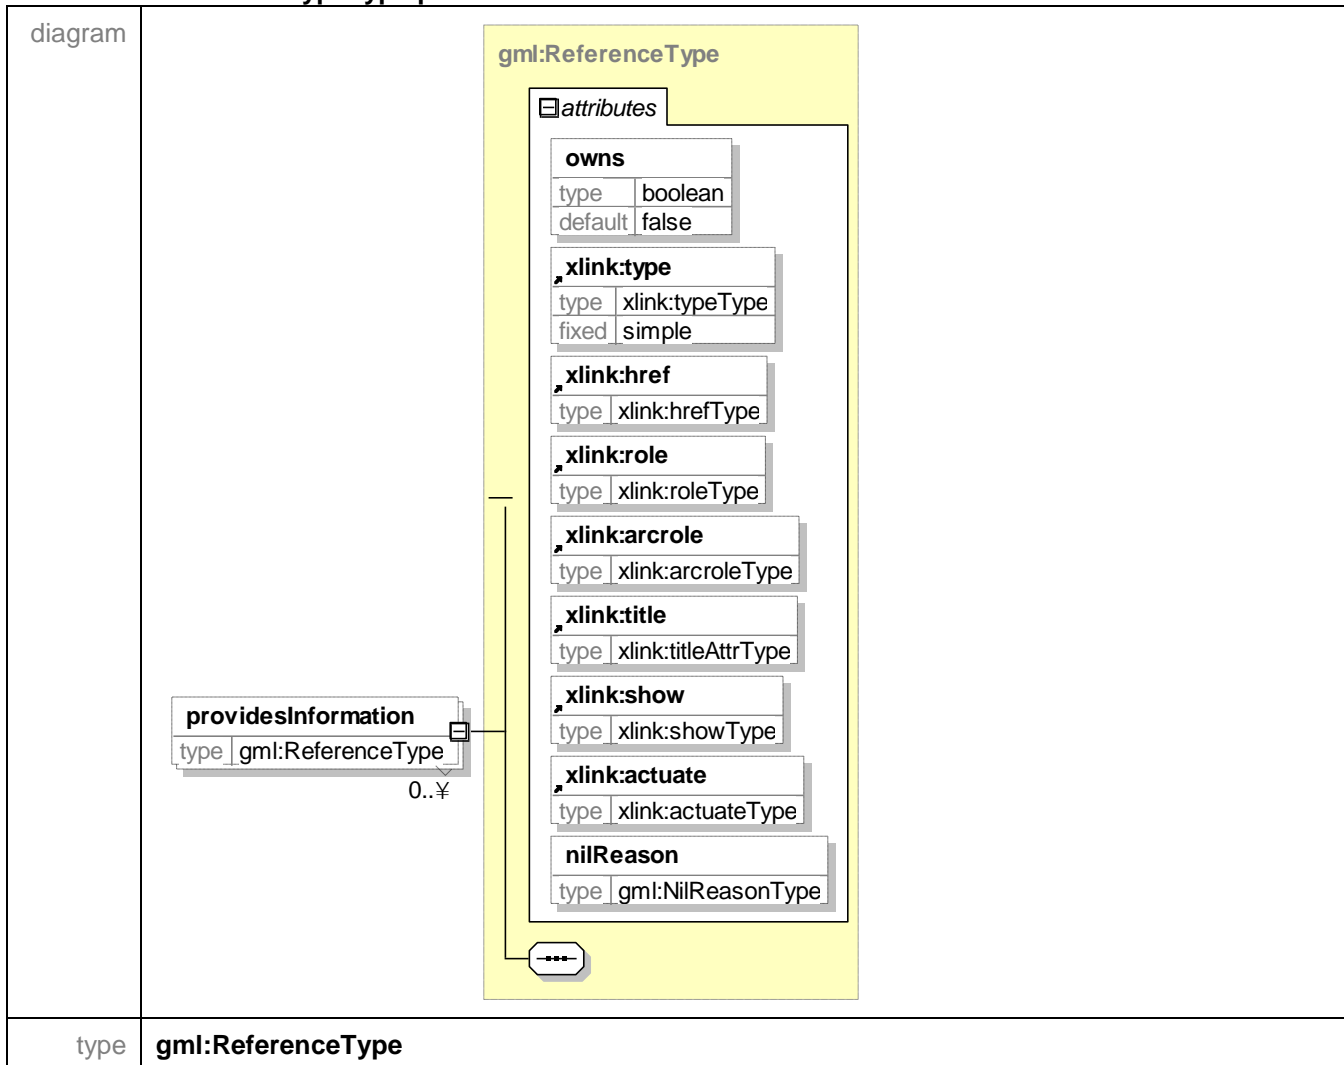 diagram
gml:ReferenceType
attributes
owns
type boolean
default false
xlink:type
type xlink:typeType
fixed simple
xlink:href
type xlink:hrefType
xlink:role
type xlink:roleType
xlink:arcrole
type xlink:arcroleType
xlink:title
type xlink:titleAttrType
xlink:show
type xlink:showType
providesInformation
type gml:ReferenceType
0..¥
xlink:actuate
type xlink:actuateType
nilReason
type gml:NilReasonType
type gml:ReferenceType